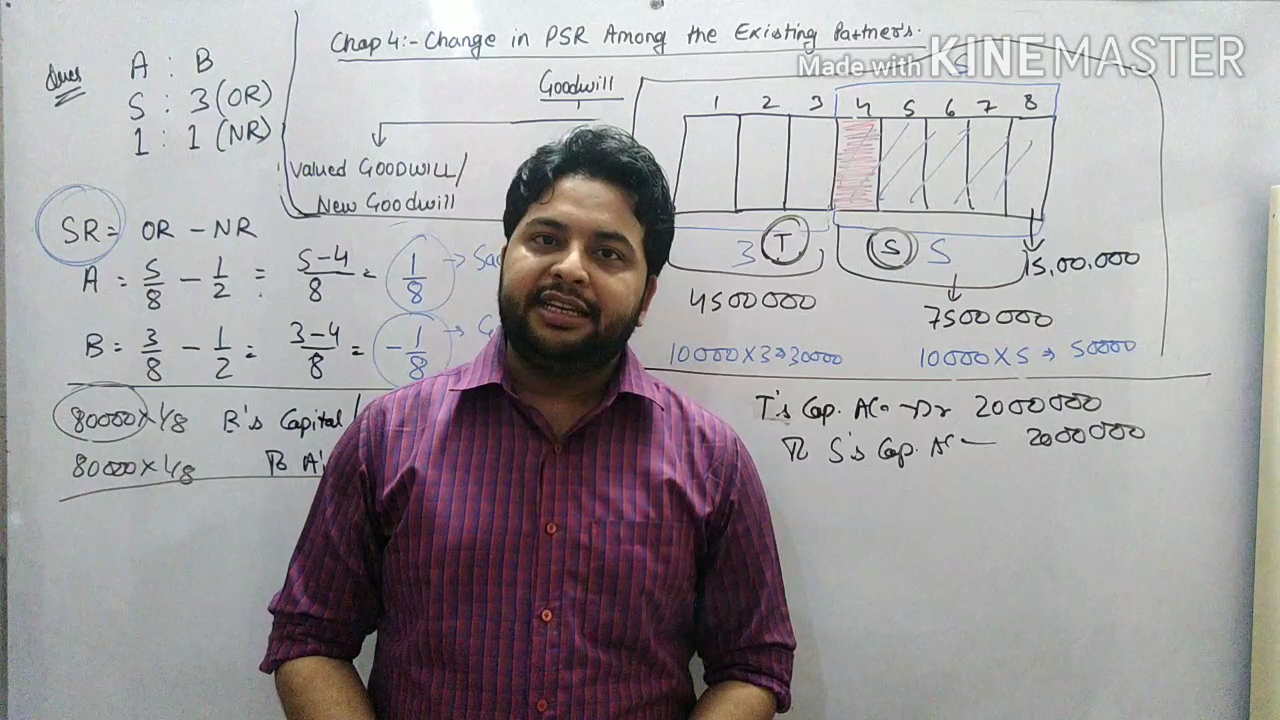 Chap 4:- Change in PSR Among the Existing Partner's.
Made with KINEMASTER
Ques
A : B
5 : 3 (OR)
1 : 1 (NR)
Goodwill
Valued GOODWILL/
New Goodwill
1 2 3 4 5 6 7 8
S
SR = OR - NR
A = 5/8 - 1/2 = 5-4/8 = 1/8 → Sac
B = 3/8 - 1/2 = 3-4/8 = -1/8 → G
3 T
S 5
15,00,000
4500000
7500000
10000 X 3 → 30000
10000 X 5 → 50000
80000 X 1/8 B's Capital
80000 X 1/8 To A'
T's Cap. A/c - Dr 2000000
To S's Cap. A/c — 2000000